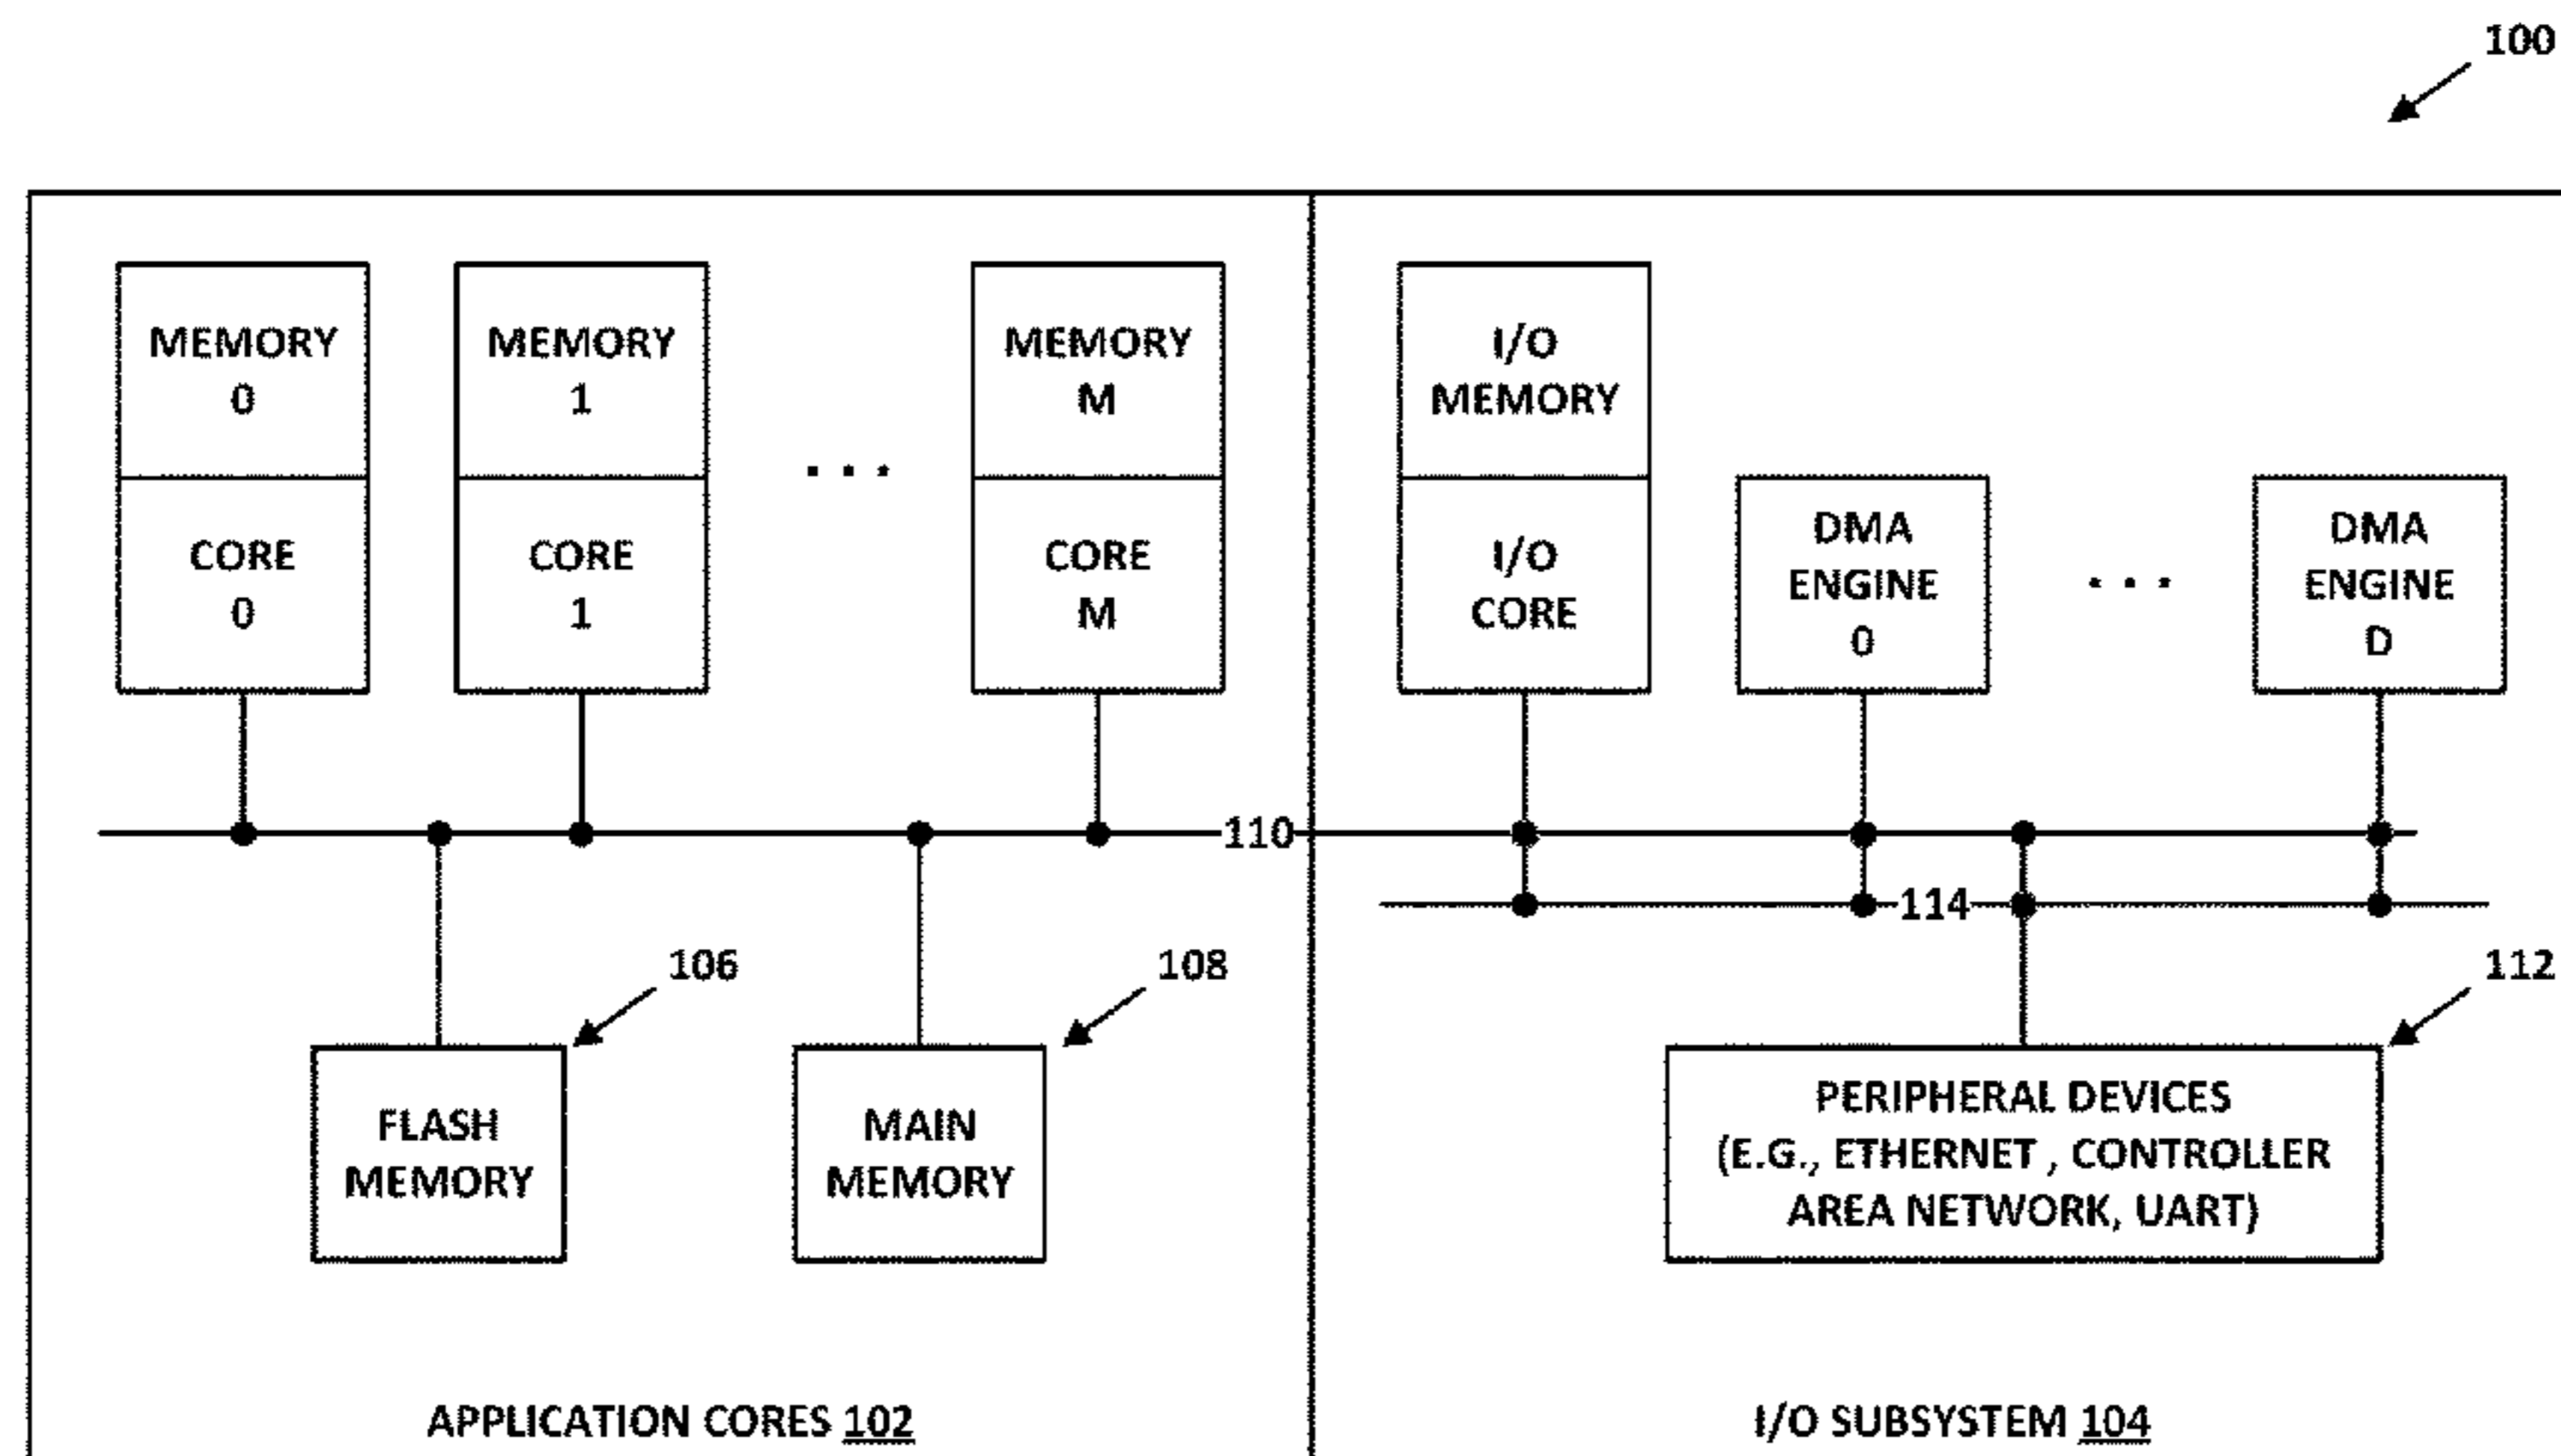 100
MEMORY
0
CORE
0
MEMORY
1
CORE
1
. . .
MEMORY
M
CORE
M
I/O
MEMORY
I/O
CORE
DMA
ENGINE
0
. . .
DMA
ENGINE
D
110
114
106
FLASH
MEMORY
108
MAIN
MEMORY
112
PERIPHERAL DEVICES
(E.G., ETHERNET , CONTROLLER
AREA NETWORK, UART)
APPLICATION CORES 102
I/O SUBSYSTEM 104